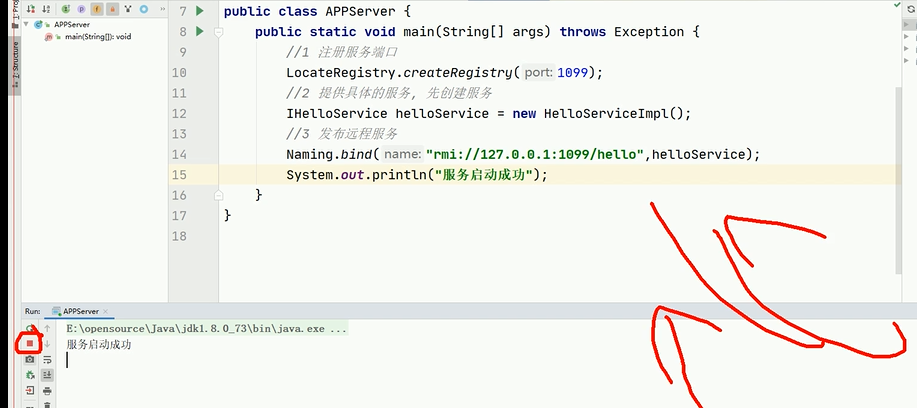 APPServer
main(String[]): void
Z: Structure
7 public class APPServer {
8 public static void main(String[] args) throws Exception {
9 //1 注册服务端口
10 LocateRegistry.createRegistry( port: 1099);
11 //2 提供具体的服务, 先创建服务
12 IHelloService helloService = new HelloServiceImpl();
13 //3 发布远程服务
14 Naming.bind( name: "rmi://127.0.0.1:1099/hello",helloService);
15 System.out.println("服务启动成功");
16 }
17 }
18
Run: APPServer ×
E:\opensource\Java\jdk1.8.0_73\bin\java.exe ...
服务启动成功